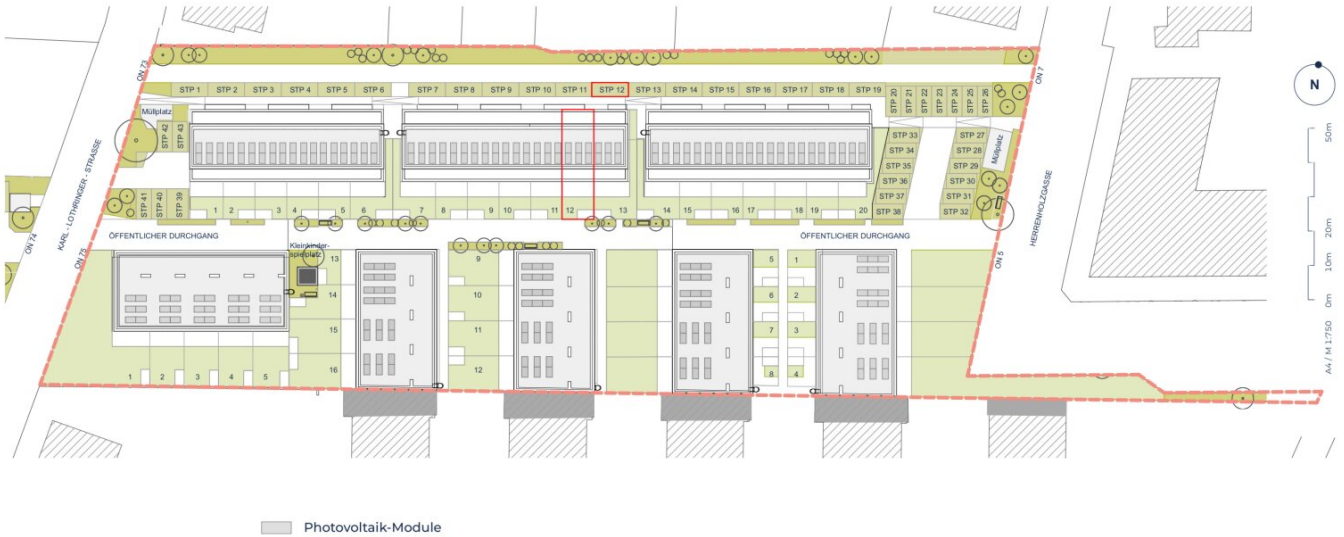 ON 73
ON 7
STP 1 STP 2 STP 3 STP 4 STP 5 STP 6 STP 7 STP 8 STP 9 STP 10 STP 11 STP 12 STP 13 STP 14 STP 15 STP 16 STP 17 STP 18 STP 19 STP 20 STP 21 STP 22 STP 23 STP 24 STP 25 STP 26
N
Müllplatz
STP 42 STP 43
STP 33 STP 27
STP 34 STP 28
STP 35 STP 29
STP 36 STP 30
STP 37 STP 31
STP 38 STP 32
Müllplatz
KARL - LOTHRINGER - STRASSE
HERRENHOLZGASSE
STP 41 STP 40 STP 39
1 2 3 4 5 6 7 8 9 10 11 12 13 14 15 16 17 18 19 20
ON 74
ON 75
ÖFFENTLICHER DURCHGANG
ÖFFENTLICHER DURCHGANG
ON 5
Kleinkinder-
spielplatz
13 9 5 1
14 10 6 2
15 11 7 3
16 12 8 4
1 2 3 4 5
50m
20m
10m
0m
A4 / M 1:750
Photovoltaik-Module